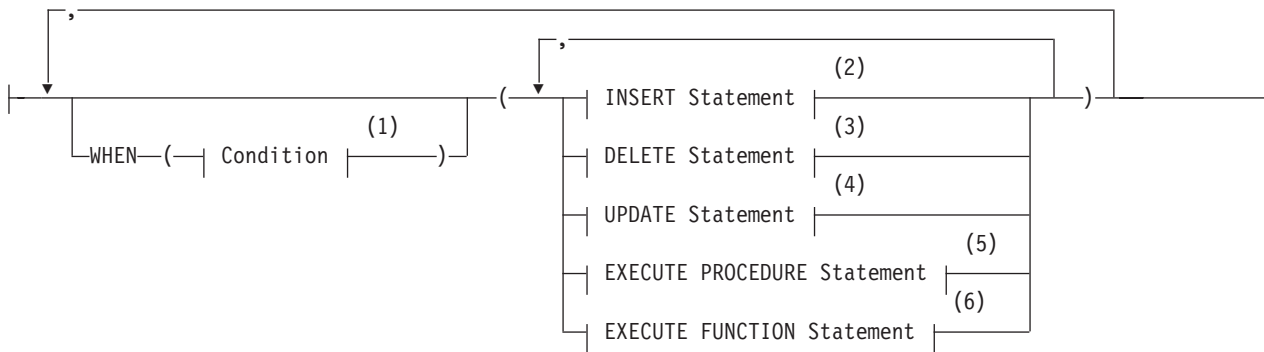 ,
,
( INSERT Statement (2) )
WHEN ( Condition (1) ) DELETE Statement (3)
UPDATE Statement (4)
EXECUTE PROCEDURE Statement (5)
EXECUTE FUNCTION Statement (6)